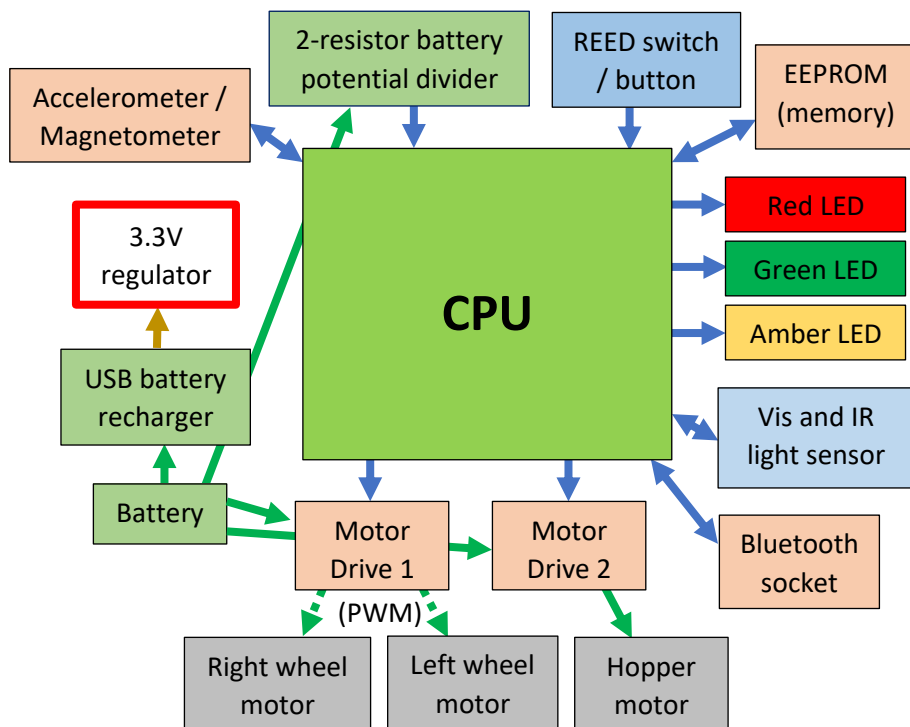 2-resistor battery
potential divider
REED switch
/ button
EEPROM
(memory)
Accelerometer /
Magnetometer
Red LED
3.3V
regulator
Green LED
CPU
Amber LED
USB battery
recharger
Vis and IR
light sensor
Battery
Motor
Drive 1
Motor
Drive 2
Bluetooth
socket
(PWM)
Right wheel
motor
Left wheel
motor
Hopper
motor